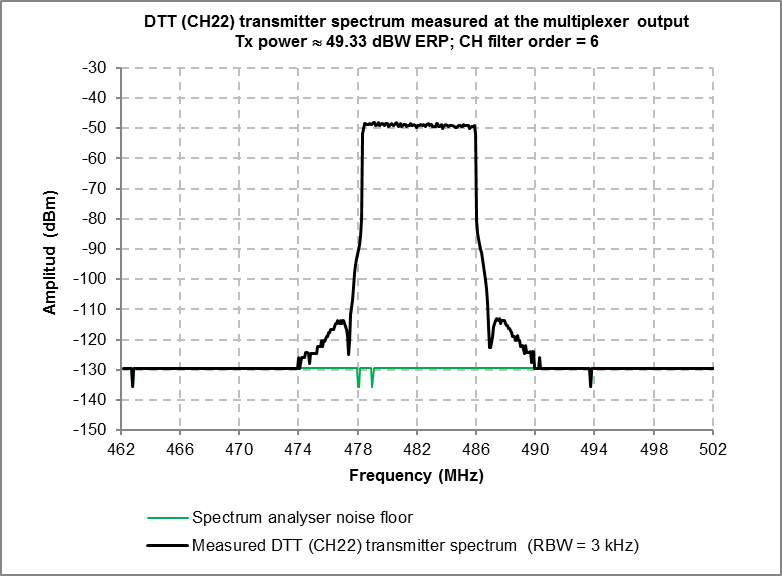 DTT (CH22) transmitter spectrum measured at the multiplexer output
Tx power ≈ 49.33 dBW ERP; CH filter order = 6
-30
-40
-50
-60
-70
-80
-90
-100
-110
-120
-130
-140
-150
Amplitud (dBm)
462 466 470 474 478 482 486 490 494 498 502
Frequency (MHz)
Spectrum analyser noise floor
Measured DTT (CH22) transmitter spectrum (RBW = 3 kHz)